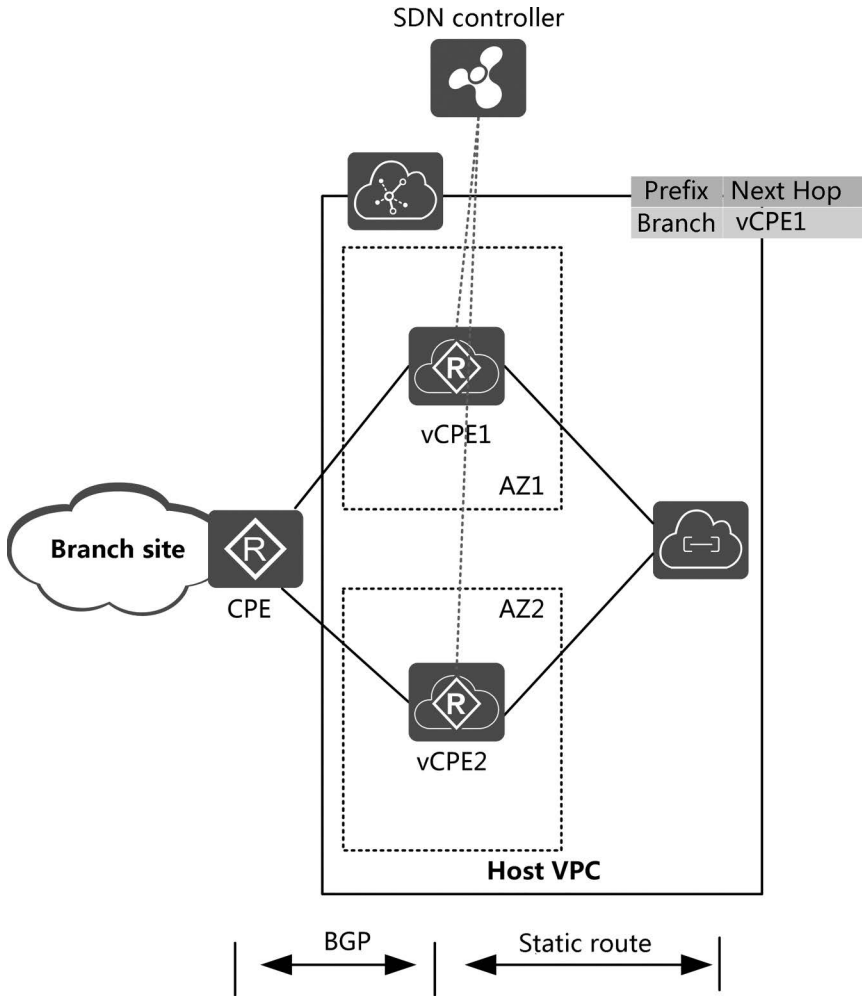 SDN controller
Prefix Next Hop
Branch vCPE1
R
vCPE1
AZ1
Branch site
R
CPE
AZ2
R
vCPE2
Host VPC
BGP
Static route